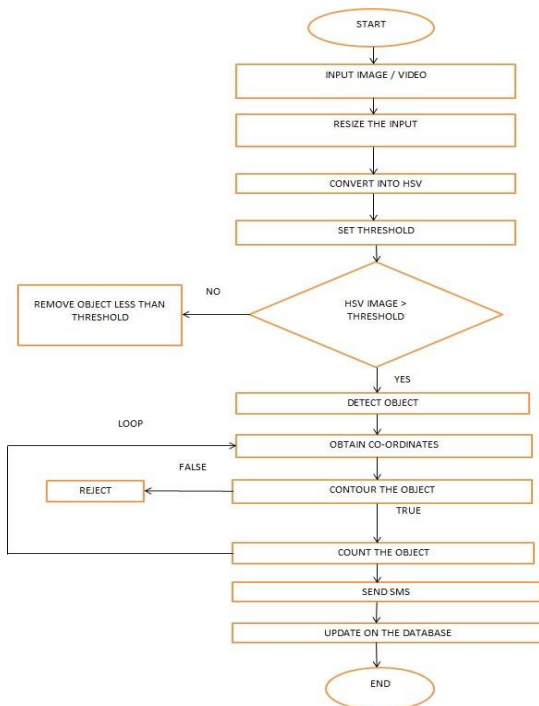 START
INPUT IMAGE / VIDEO
RESIZE THE INPUT
CONVERT INTO HSV
SET THRESHOLD
NO
REMOVE OBJECT LESS THAN
THRESHOLD
HSV IMAGE >
THRESHOLD
YES
DETECT OBJECT
LOOP
OBTAIN CO-ORDINATES
FALSE
REJECT
CONTOUR THE OBJECT
TRUE
COUNT THE OBJECT
SEND SMS
UPDATE ON THE DATABASE
END